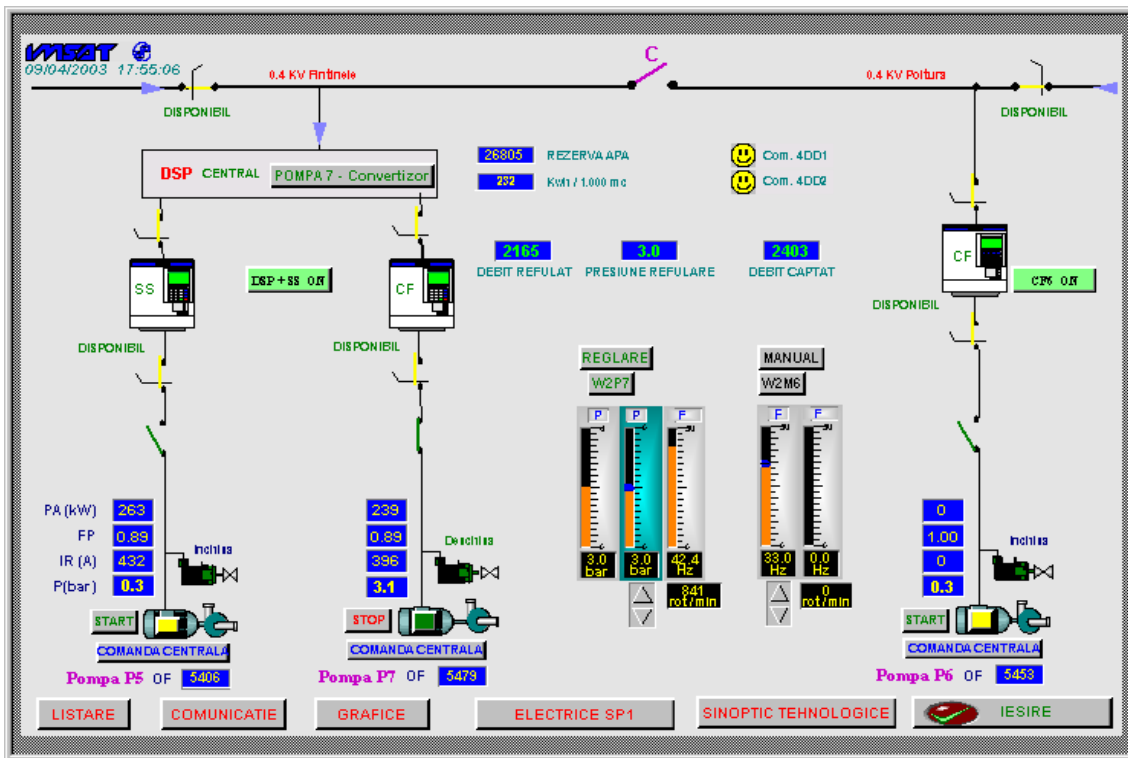 VMSAT
09/04/2003 17:55:06
0.4 KV Fintinele
C
0.4 KV Poitura
DISPONIBIL
DISPONIBIL
DSP CENTRAL POMPA 7 - Convertizor
26805 REZERVA APA
232 Kwh / 1.000 mc
Com. 4DD1
Com. 4DD2
2165
DEBIT REFULAT
3.0
PRESIUNE REFULARE
2403
DEBIT CAPTAT
SS
DSP + SS ON
CF
CF
CF6 ON
DISPONIBIL
DISPONIBIL
DISPONIBIL
REGLARE
W2P7
MANUAL
W2M6
P P F
F F
3.0 bar
3.0 bar
42.4 Hz
33.0 Hz
0.0 Hz
841 rot/min
0 rot/min
PA (kW) 263
FP 0.89
IR (A) 432
P(bar) 0.3
Inchisa
239
0.89
396
3.1
Deschisa
0
1.00
0
0.3
Inchisa
START
STOP
START
COMANDA CENTRALA
COMANDA CENTRALA
COMANDA CENTRALA
Pompa P5 OF 5406
Pompa P7 OF 5479
Pompa P6 OF 5453
LISTARE
COMUNICATIE
GRAFICE
ELECTRICE SP1
SINOPTIC TEHNOLOGICE
IESIRE